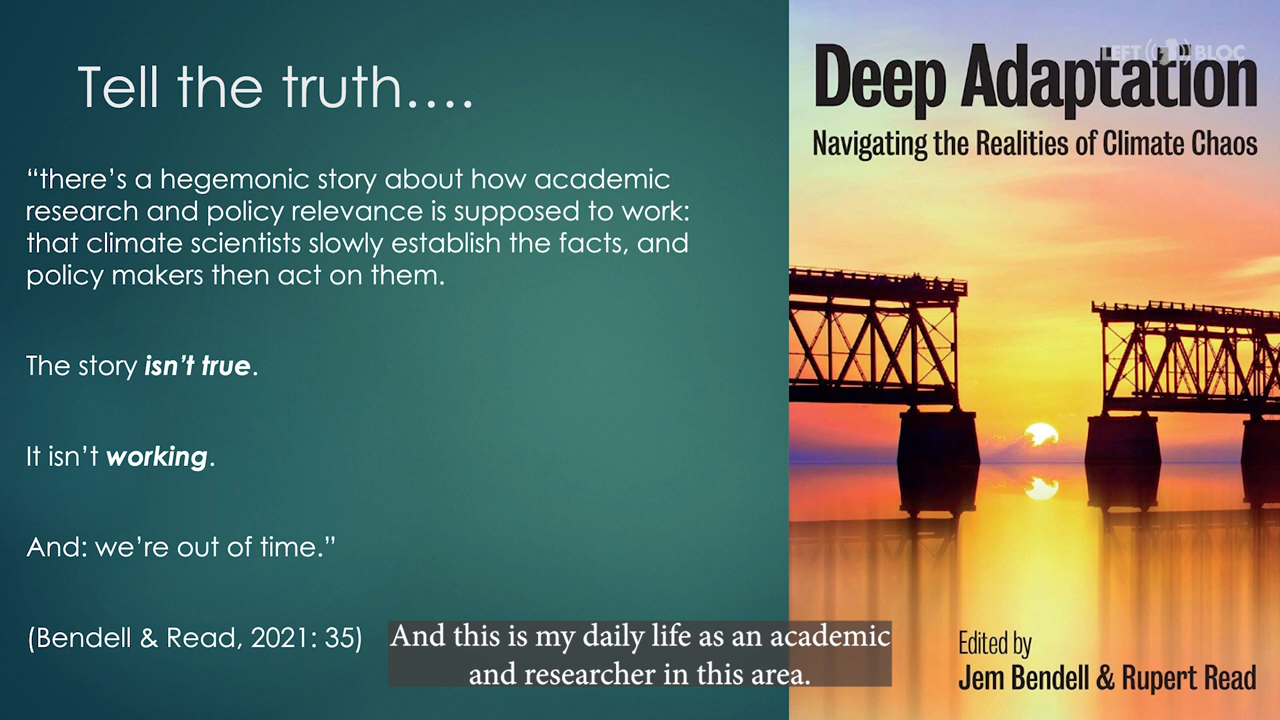 Tell the truth....
“there’s a hegemonic story about how academic
research and policy relevance is supposed to work:
that climate scientists slowly establish the facts, and
policy makers then act on them.
The story isn’t true.
It isn’t working.
And: we’re out of time.”
(Bendell & Read, 2021: 35)
And this is my daily life as an academic
and researcher in this area.
LEFT BLOC
Deep Adaptation
Navigating the Realities of Climate Chaos
Edited by
Jem Bendell & Rupert Read